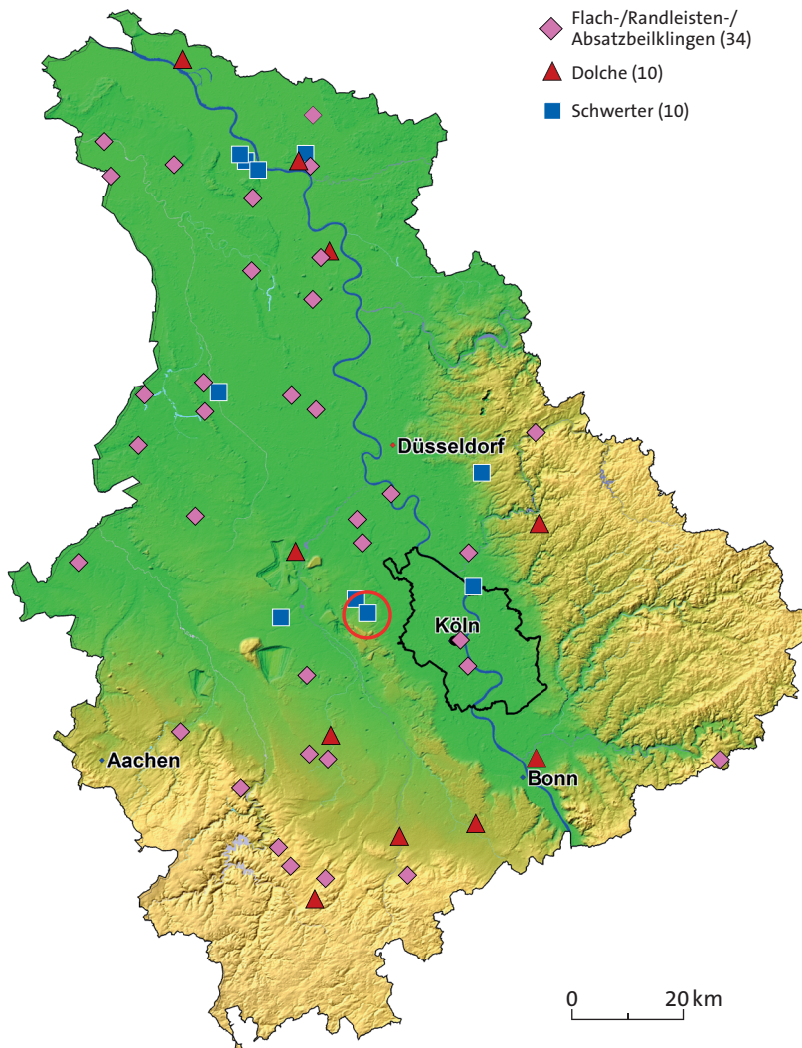 Flach-/Randleisten-/
Absatzbeilklingen (34)
Dolche (10)
Schwerter (10)
Düsseldorf
Köln
Aachen
Bonn
0 20 km